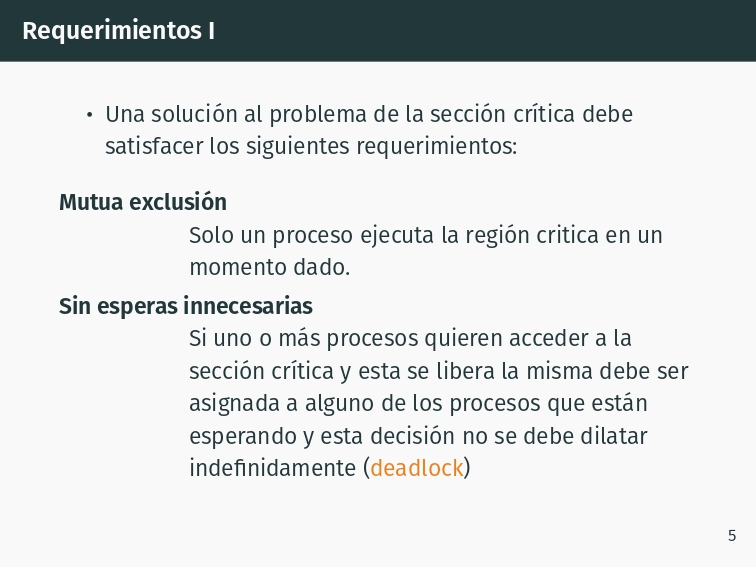 Requerimientos I
• Una solución al problema de la sección crítica debe
satisfacer los siguientes requerimientos:
Mutua exclusión
Solo un proceso ejecuta la región critica en un
momento dado.
Sin esperas innecesarias
Si uno o más procesos quieren acceder a la
sección crítica y esta se libera la misma debe ser
asignada a alguno de los procesos que están
esperando y esta decisión no se debe dilatar
indefinidamente (deadlock)
5